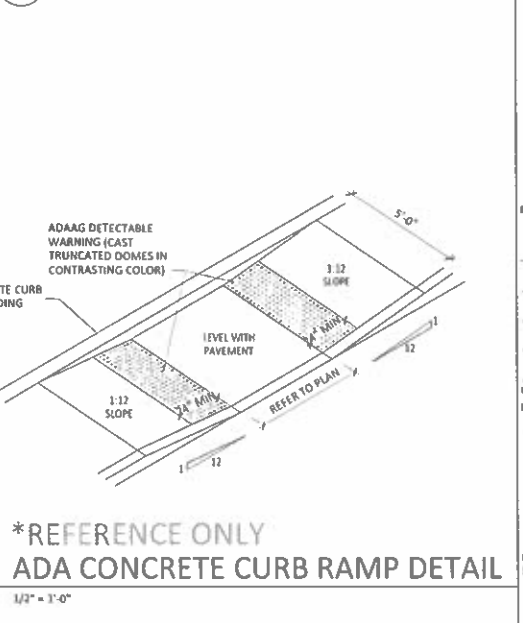 ADAAG DETECTABLE
WARNING (CAST
TRUNCATED DOMES IN
CONTRASTING COLOR)
5'-0"
TE CURB
DING
1:12
SLOPE
24" MIN
LEVEL WITH
PAVEMENT
1
12
REFER TO PLAN
1:12
SLOPE
24" MIN
1
12
*REFERENCE ONLY
ADA CONCRETE CURB RAMP DETAIL
1/2" = 1'-0"